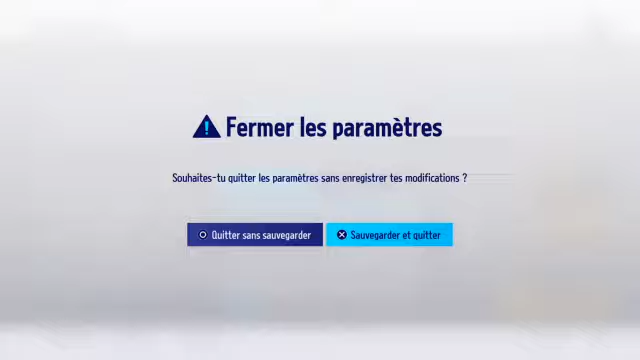 Fermer les paramètres
Souhaites-tu quitter les paramètres sans enregistrer tes modifications ?
Quitter sans sauvegarder
Sauvegarder et quitter